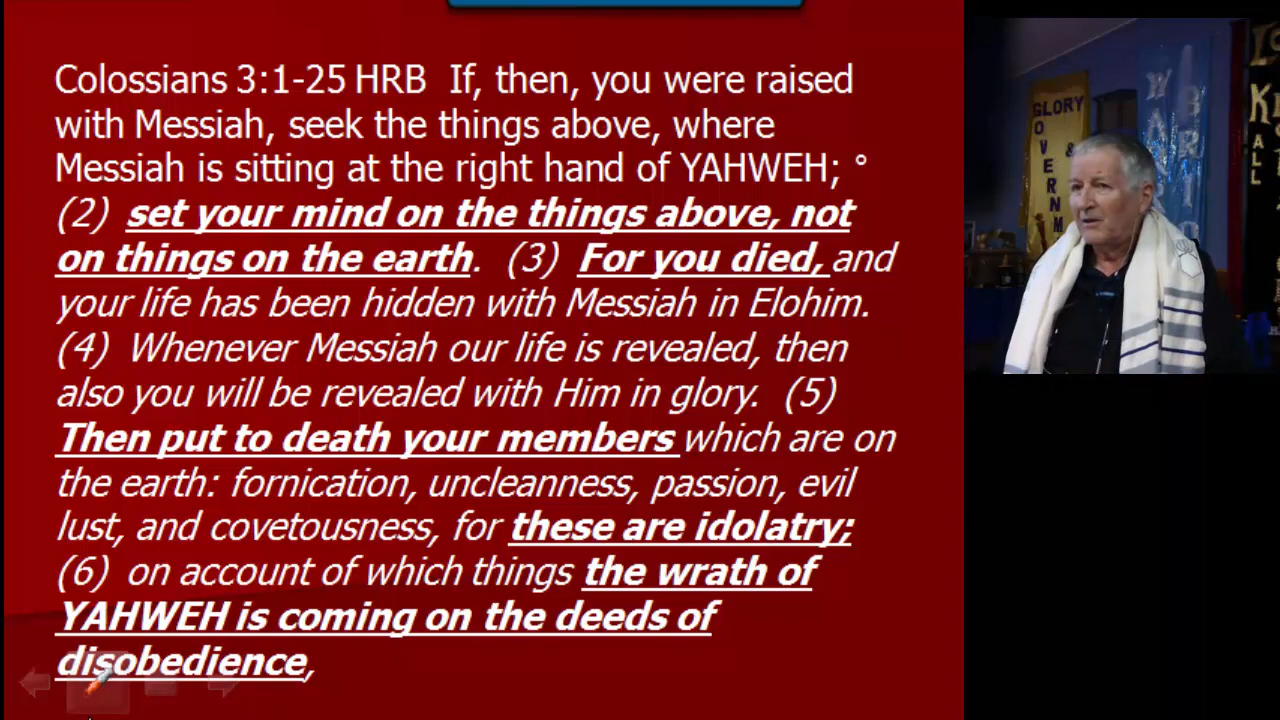 Colossians 3:1-25 HRB If, then, you were raised
with Messiah, seek the things above, where
Messiah is sitting at the right hand of YAHWEH; °
(2) set your mind on the things above, not
on things on the earth. (3) For you died, and
your life has been hidden with Messiah in Elohim.
(4) Whenever Messiah our life is revealed, then
also you will be revealed with Him in glory. (5)
Then put to death your members which are on
the earth: fornication, uncleanness, passion, evil
lust, and covetousness, for these are idolatry;
(6) on account of which things the wrath of
YAHWEH is coming on the deeds of
disobedience,
GLORY
OVERNM
&
ALL